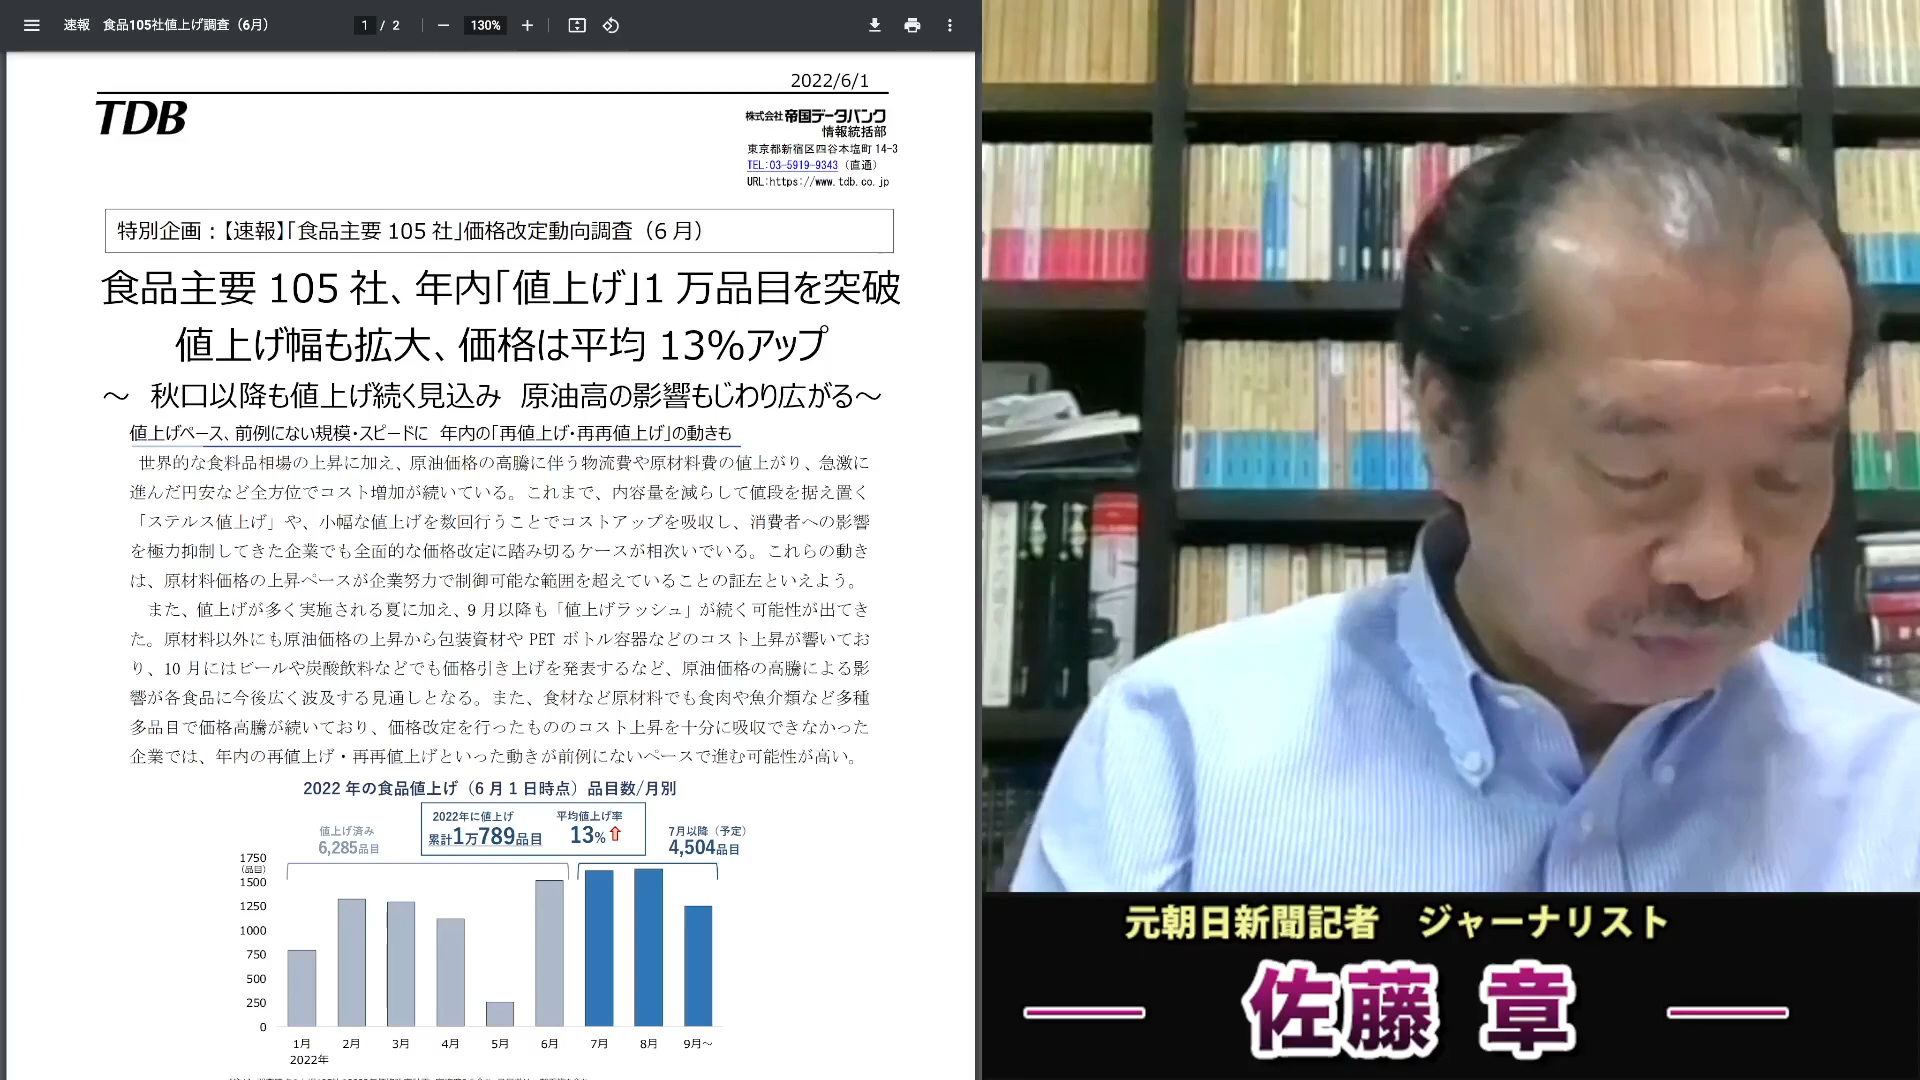 速報　食品105社値上げ調査（6月）
1 / 2
130%
2022/6/1
TDB
株式会社 帝国データバンク
情報統括部
東京都新宿区四谷本塩町 14-3
TEL:03-5919-9343（直通）
URL:https://www.tdb.co.jp
特別企画：【速報】「食品主要 105 社」価格改定動向調査（6 月）
食品主要 105 社、年内「値上げ」1 万品目を突破
値上げ幅も拡大、価格は平均 13%アップ
～　秋口以降も値上げ続く見込み　原油高の影響もじわり広がる～
値上げペース、前例にない規模・スピードに　年内の「再値上げ・再再値上げ」の動きも
世界的な食料品相場の上昇に加え、原油価格の高騰に伴う物流費や原材料費の値上がり、急激に
進んだ円安など全方位でコスト増加が続いている。これまで、内容量を減らして値段を据え置く
「ステルス値上げ」や、小幅な値上げを数回行うことでコストアップを吸収し、消費者への影響
を極力抑制してきた企業でも全面的な価格改定に踏み切るケースが相次いでいる。これらの動き
は、原材料価格の上昇ペースが企業努力で制御可能な範囲を超えていることの証左といえよう。
また、値上げが多く実施される夏に加え、9 月以降も「値上げラッシュ」が続く可能性が出てき
た。原材料以外にも原油価格の上昇から包装資材や PET ボトル容器などのコスト上昇が響いてお
り、10 月にはビールや炭酸飲料などでも価格引き上げを発表するなど、原油価格の高騰による影
響が各食品に今後広く波及する見通しとなる。また、食材など原材料でも食肉や魚介類など多種
多品目で価格高騰が続いており、価格改定を行ったもののコスト上昇を十分に吸収できなかった
企業では、年内の再値上げ・再再値上げといった動きが前例にないペースで進む可能性が高い。
2022 年の食品値上げ（6 月 1 日時点）品目数/月別
2022年に値上げ
累計1万789品目
平均値上げ率
13%
値上げ済み
6,285品目
7月以降（予定）
4,504品目
1750
(品目)
1500
1250
1000
750
500
250
0
1月 2月 3月 4月 5月 6月 7月 8月 9月～
2022年
元朝日新聞記者　ジャーナリスト
佐藤 章